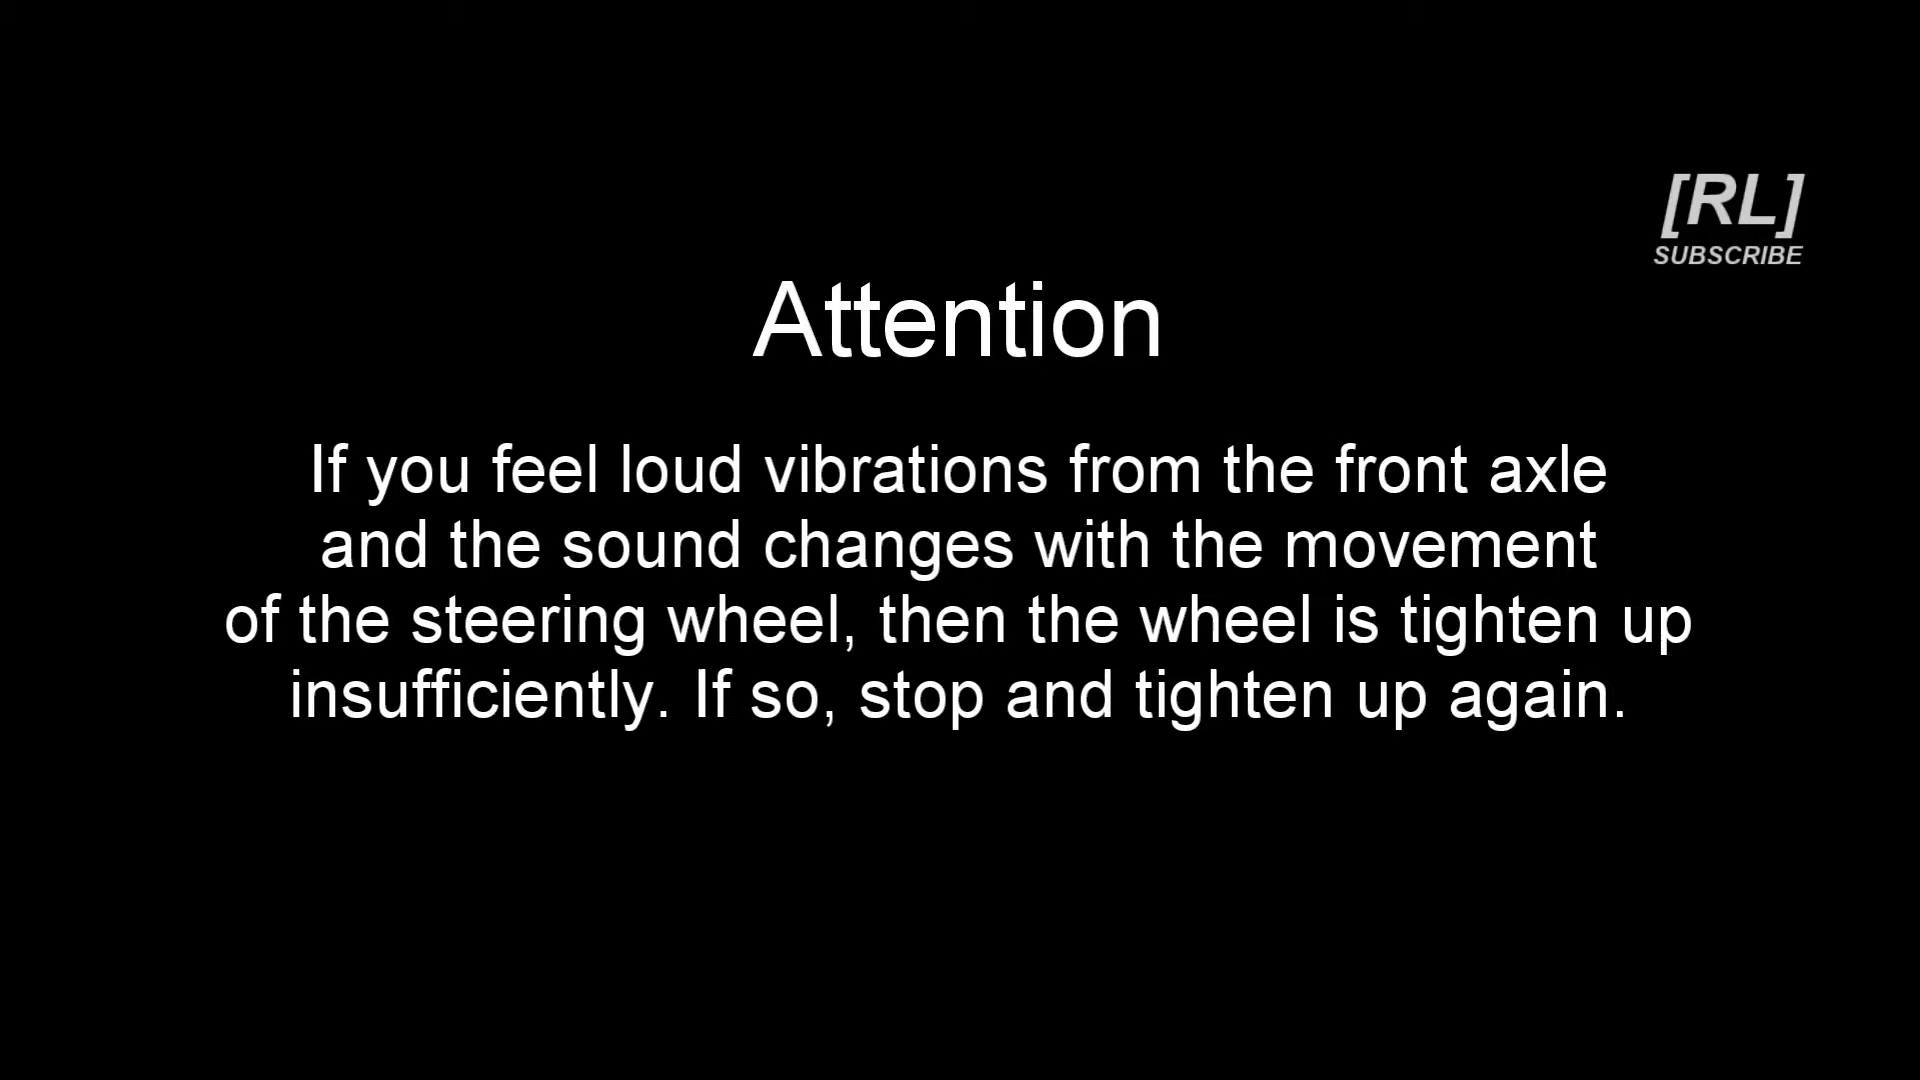 [RL]
SUBSCRIBE
Attention
If you feel loud vibrations from the front axle
and the sound changes with the movement
of the steering wheel, then the wheel is tighten up
insufficiently. If so, stop and tighten up again.